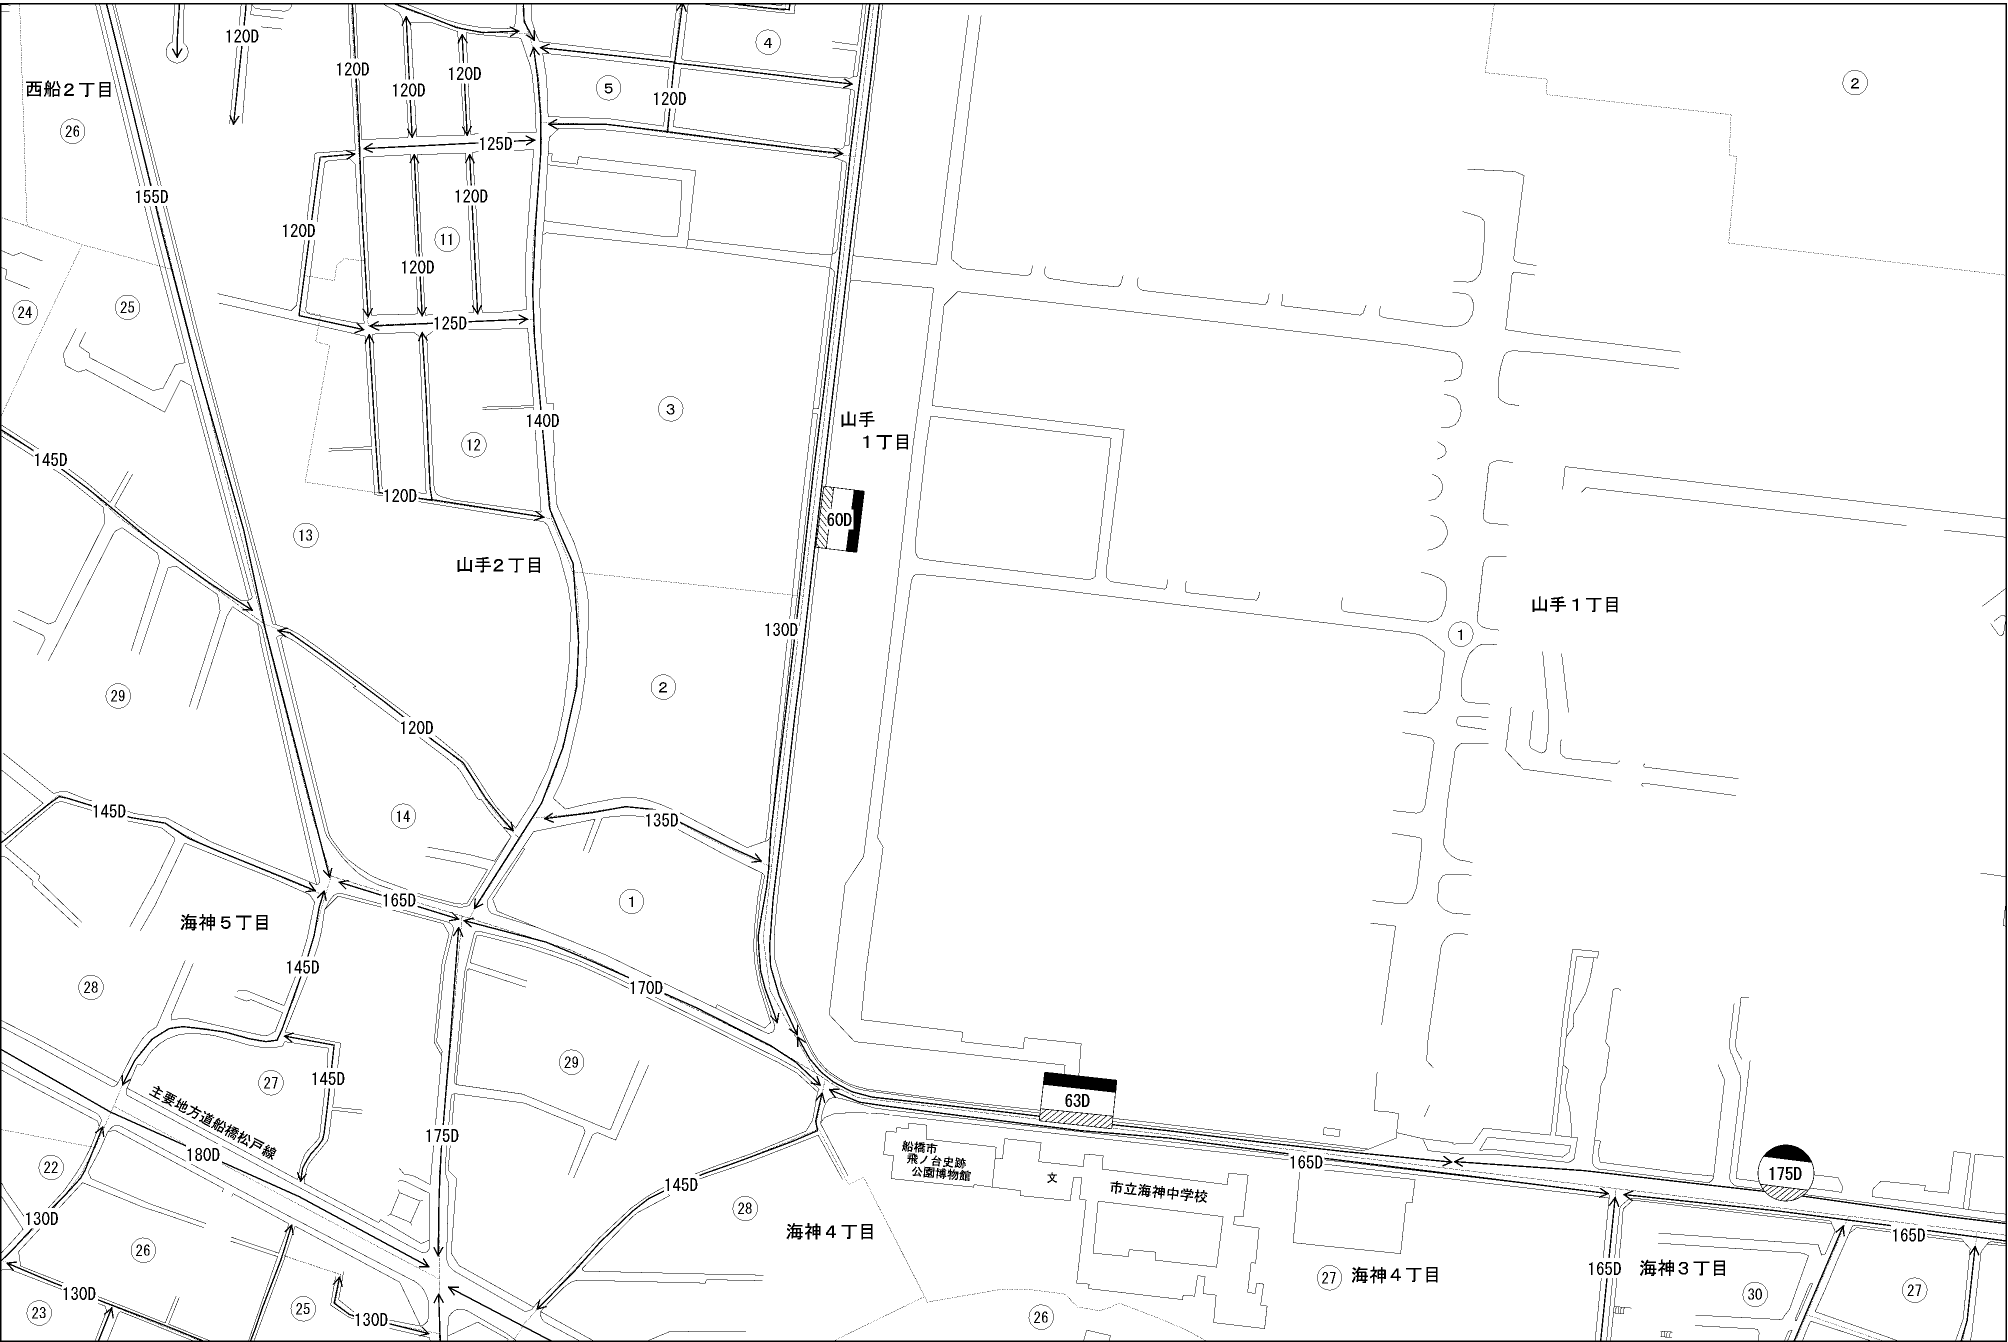 120D
4
2
120D
120D
120D
西船２丁目
5
120D
120D
26
125D
155D
120D
120D
11
120D
24
25
125D
3
山手
１丁目
140D
12
145D
120D
60D
13
山手２丁目
山手１丁目
130D
1
2
29
120D
145D
14
135D
165D
1
海神５丁目
145D
28
170D
29
27
145D
主要地方道船橋松戸線
63D
175D
船橋市
飛ノ台史跡
公園博物館
22
180D
165D
175D
文
市立海神中学校
145D
28
130D
海神４丁目
26
165D
165D
海神３丁目
27
海神４丁目
130D
30
27
23
25
130D
26